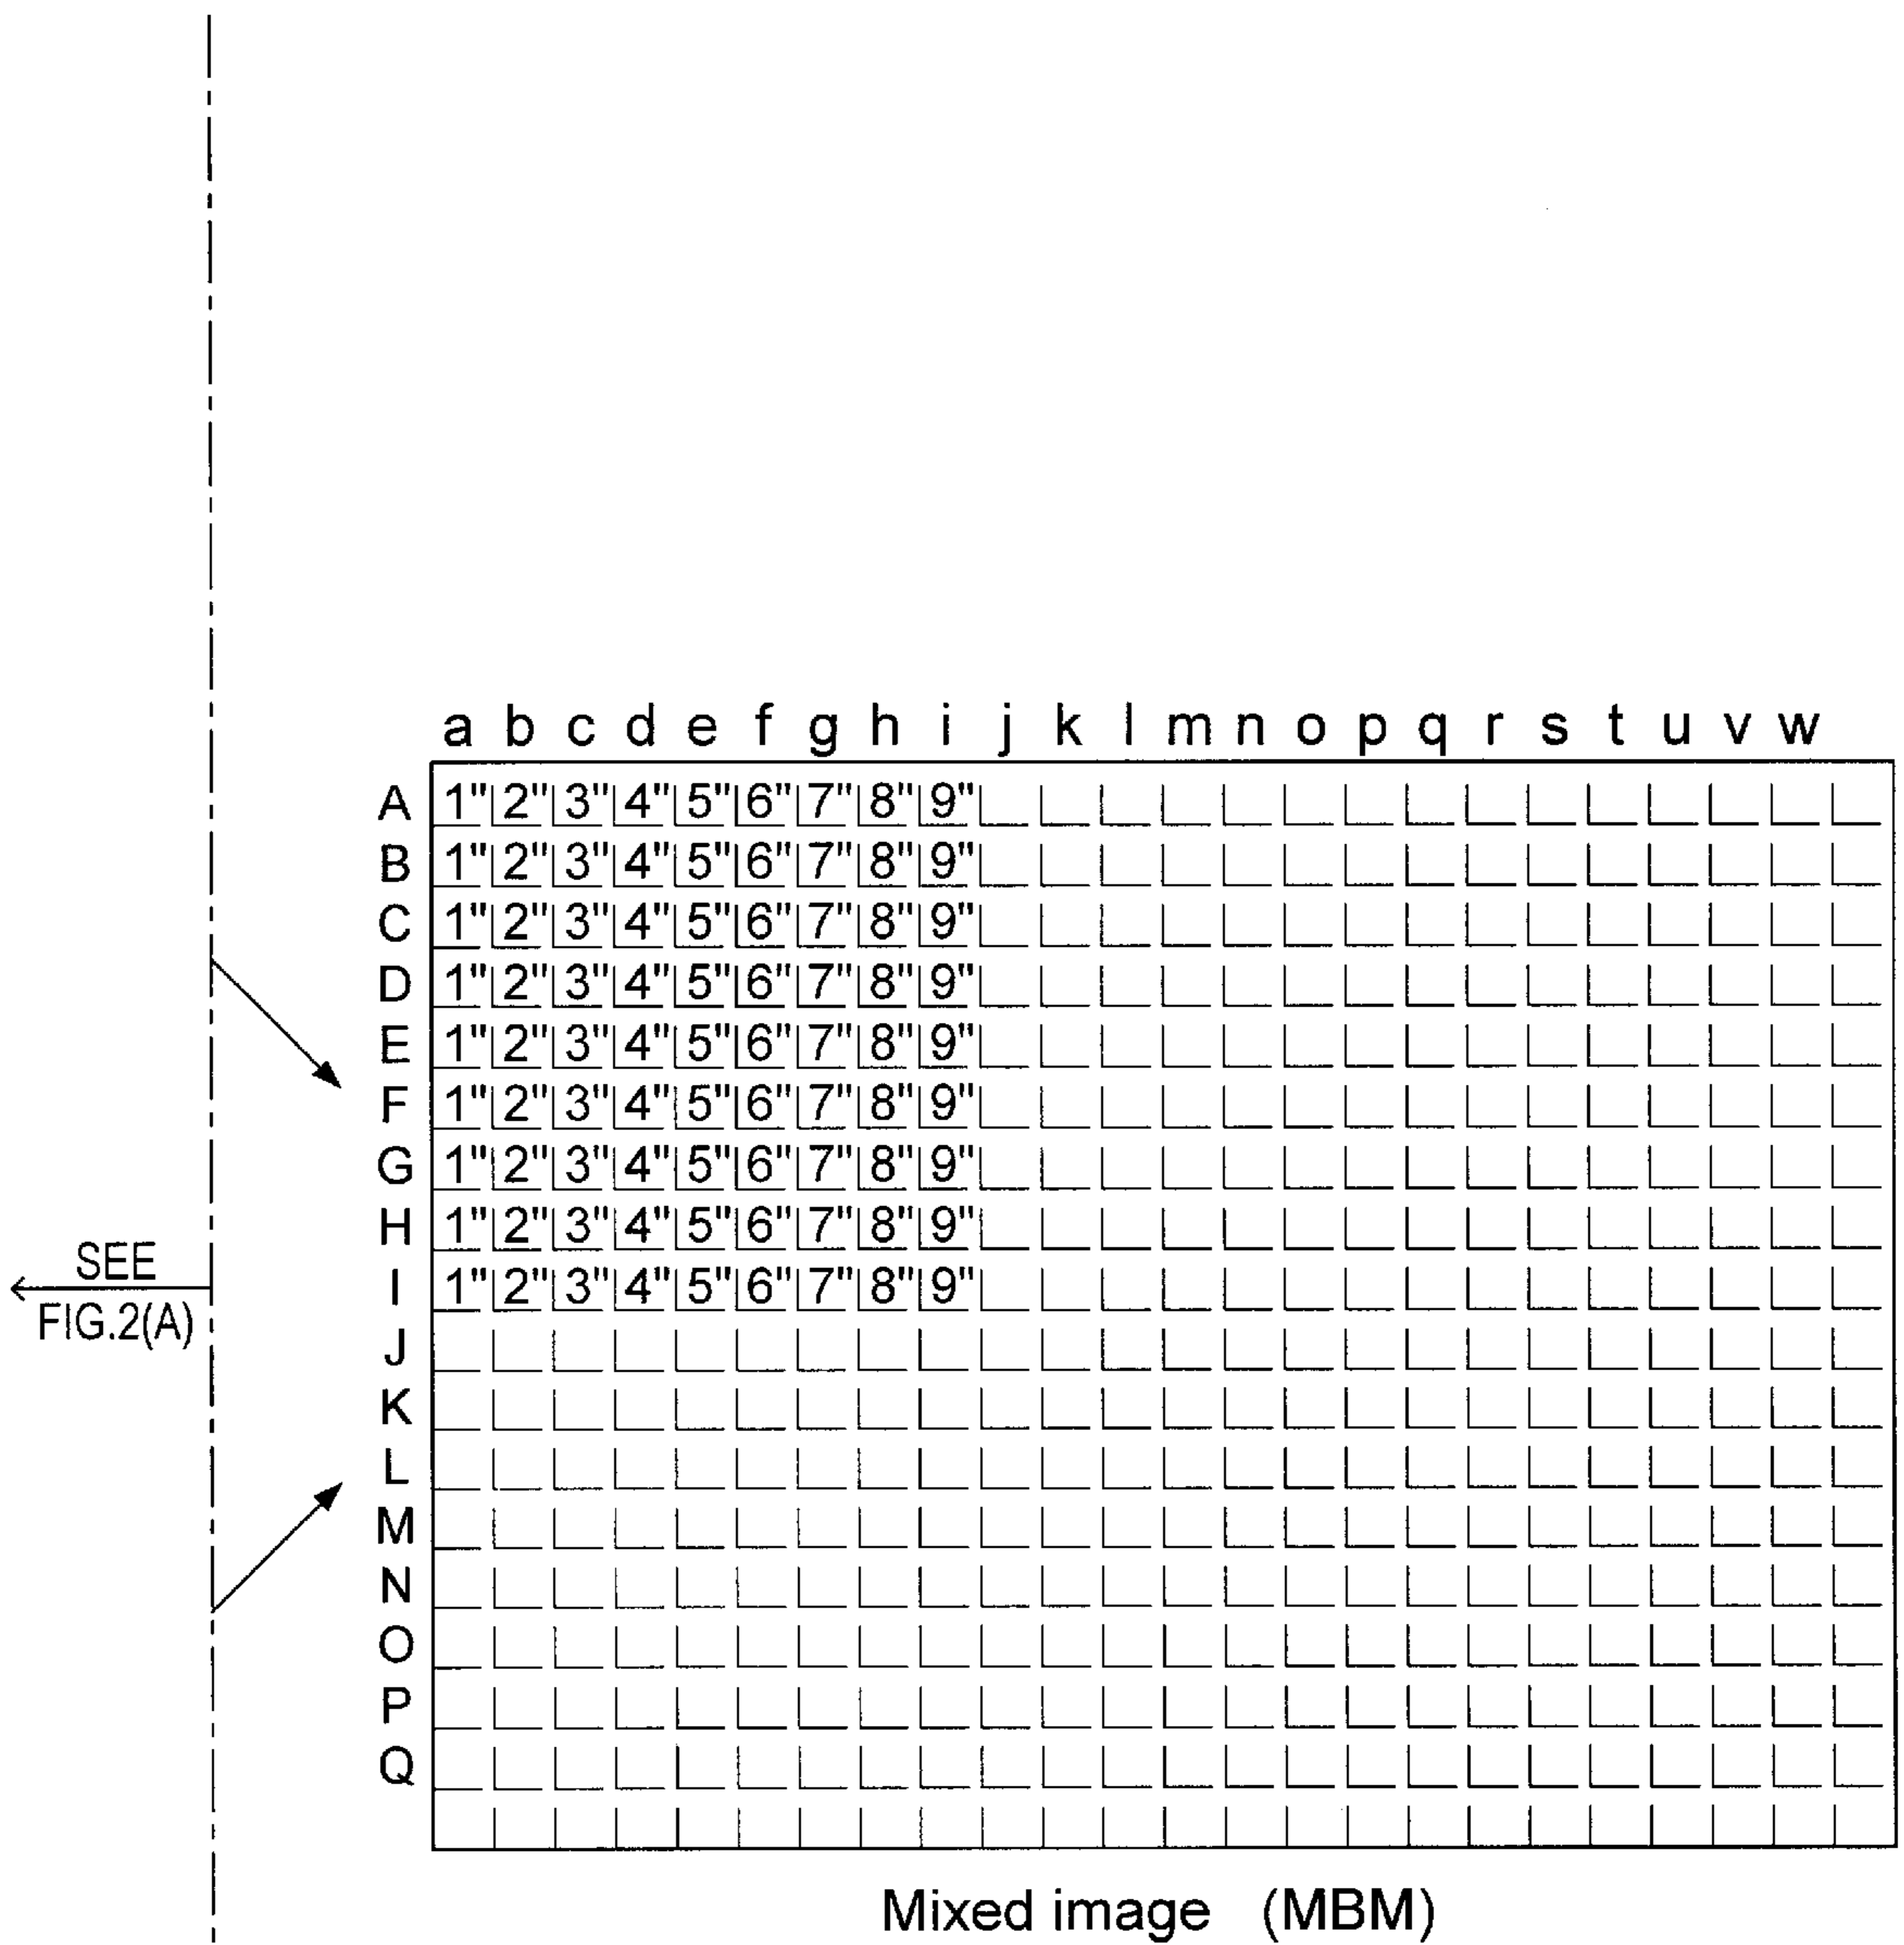 a b c d e f g h i j k l m n o p q r s t u v w
A 1" 2" 3" 4" 5" 6" 7" 8" 9"
B 1" 2" 3" 4" 5" 6" 7" 8" 9"
C 1" 2" 3" 4" 5" 6" 7" 8" 9"
D 1" 2" 3" 4" 5" 6" 7" 8" 9"
E 1" 2" 3" 4" 5" 6" 7" 8" 9"
F 1" 2" 3" 4" 5" 6" 7" 8" 9"
G 1" 2" 3" 4" 5" 6" 7" 8" 9"
H 1" 2" 3" 4" 5" 6" 7" 8" 9"
SEE
FIG.2(A)
I 1" 2" 3" 4" 5" 6" 7" 8" 9"
J
K
L
M
N
O
P
Q
Mixed image (MBM)